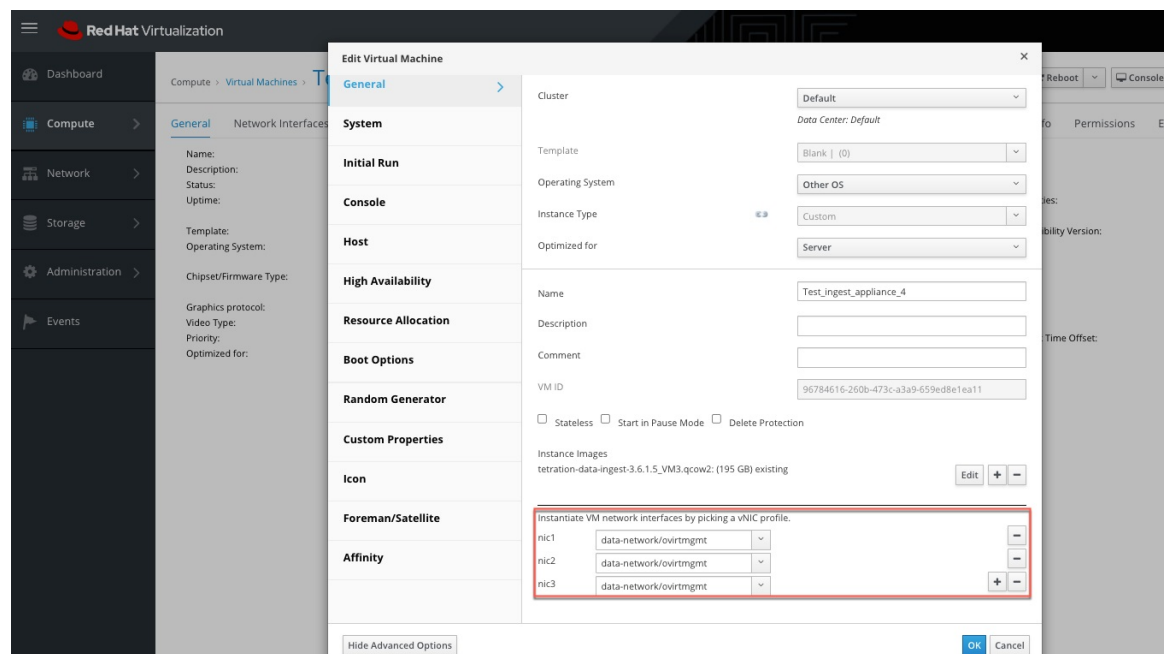 Red Hat Virtualization
Dashboard
Compute
Network
Storage
Administration
Events
Compute > Virtual Machines >
Reboot
Console
General Network Interfaces
Permissions
Name:
Description:
Status:
Uptime:
Template:
Operating System:
Chipset/Firmware Type:
Graphics protocol:
Video Type:
Priority:
Optimized for:
Time Offset:
Edit Virtual Machine
General
System
Initial Run
Console
Host
High Availability
Resource Allocation
Boot Options
Random Generator
Custom Properties
Icon
Foreman/Satellite
Affinity
Cluster Default
Data Center: Default
Template Blank | (0)
Operating System Other OS
Instance Type Custom
Optimized for Server
Name Test_ingest_appliance_4
Description
Comment
VM ID 96784616-260b-473c-a3a9-659ed8e1ea11
Stateless Start in Pause Mode Delete Protection
Instance Images
tetration-data-ingest-3.6.1.5_VM3.qcow2: (195 GB) existing
Edit + −
Instantiate VM network interfaces by picking a vNIC profile.
nic1 data-network/ovirtmgmt −
nic2 data-network/ovirtmgmt −
nic3 data-network/ovirtmgmt + −
Hide Advanced Options
OK Cancel